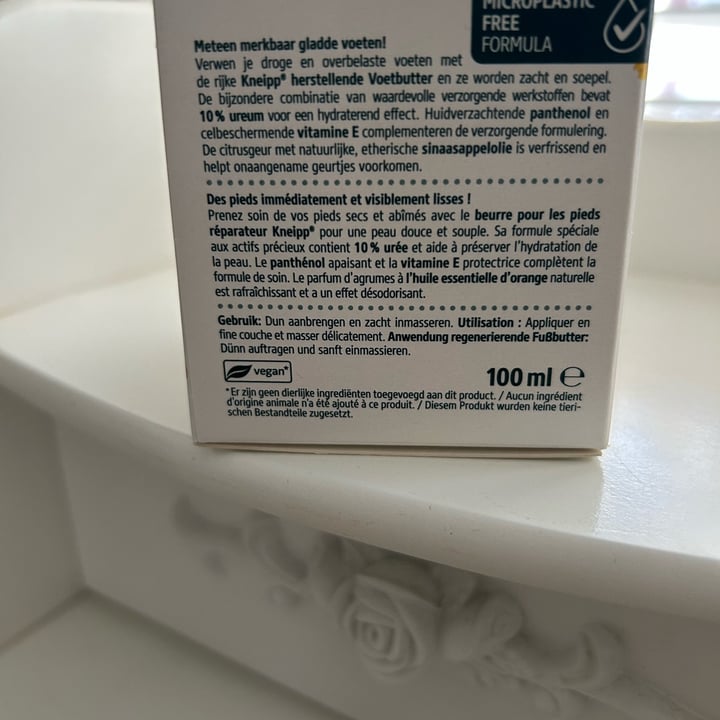 MICROPLASTIC
FREE
FORMULA
Meteen merkbaar gladde voeten!
Verwen je droge en overbelaste voeten met
de rijke Kneipp® herstellende Voetbutter en ze worden zacht en soepel.
De bijzondere combinatie van waardevolle verzorgende werkstoffen bevat
10 % ureum voor een hydraterend effect. Huidverzachtende panthenol en
celbeschermende vitamine E complementeren de verzorgende formulering.
De citrusgeur met natuurlijke, etherische sinaasappelolie is verfrissend en
helpt onaangename geurtjes voorkomen.
Des pieds immédiatement et visiblement lisses !
Prenez soin de vos pieds secs et abîmés avec le beurre pour les pieds
réparateur Kneipp® pour une peau douce et souple. Sa formule spéciale
aux actifs précieux contient 10 % urée et aide à préserver l'hydratation de
la peau. Le panthénol apaisant et la vitamine E protectrice complètent la
formule de soin. Le parfum d'agrumes à l'huile essentielle d'orange naturelle
est rafraîchissant et a un effet désodorisant.
Gebruik: Dun aanbrengen en zacht inmasseren. Utilisation : Appliquer en
fine couche et masser délicatement. Anwendung regenerierende Fußbutter:
Dünn auftragen und sanft einmassieren.
vegan*
100 ml ℮
*Er zijn geen dierlijke ingrediënten toegevoegd aan dit product. / Aucun ingrédient
d'origine animale n'a été ajouté à ce produit. / Diesem Produkt wurden keine tieri-
schen Bestandteile zugesetzt.